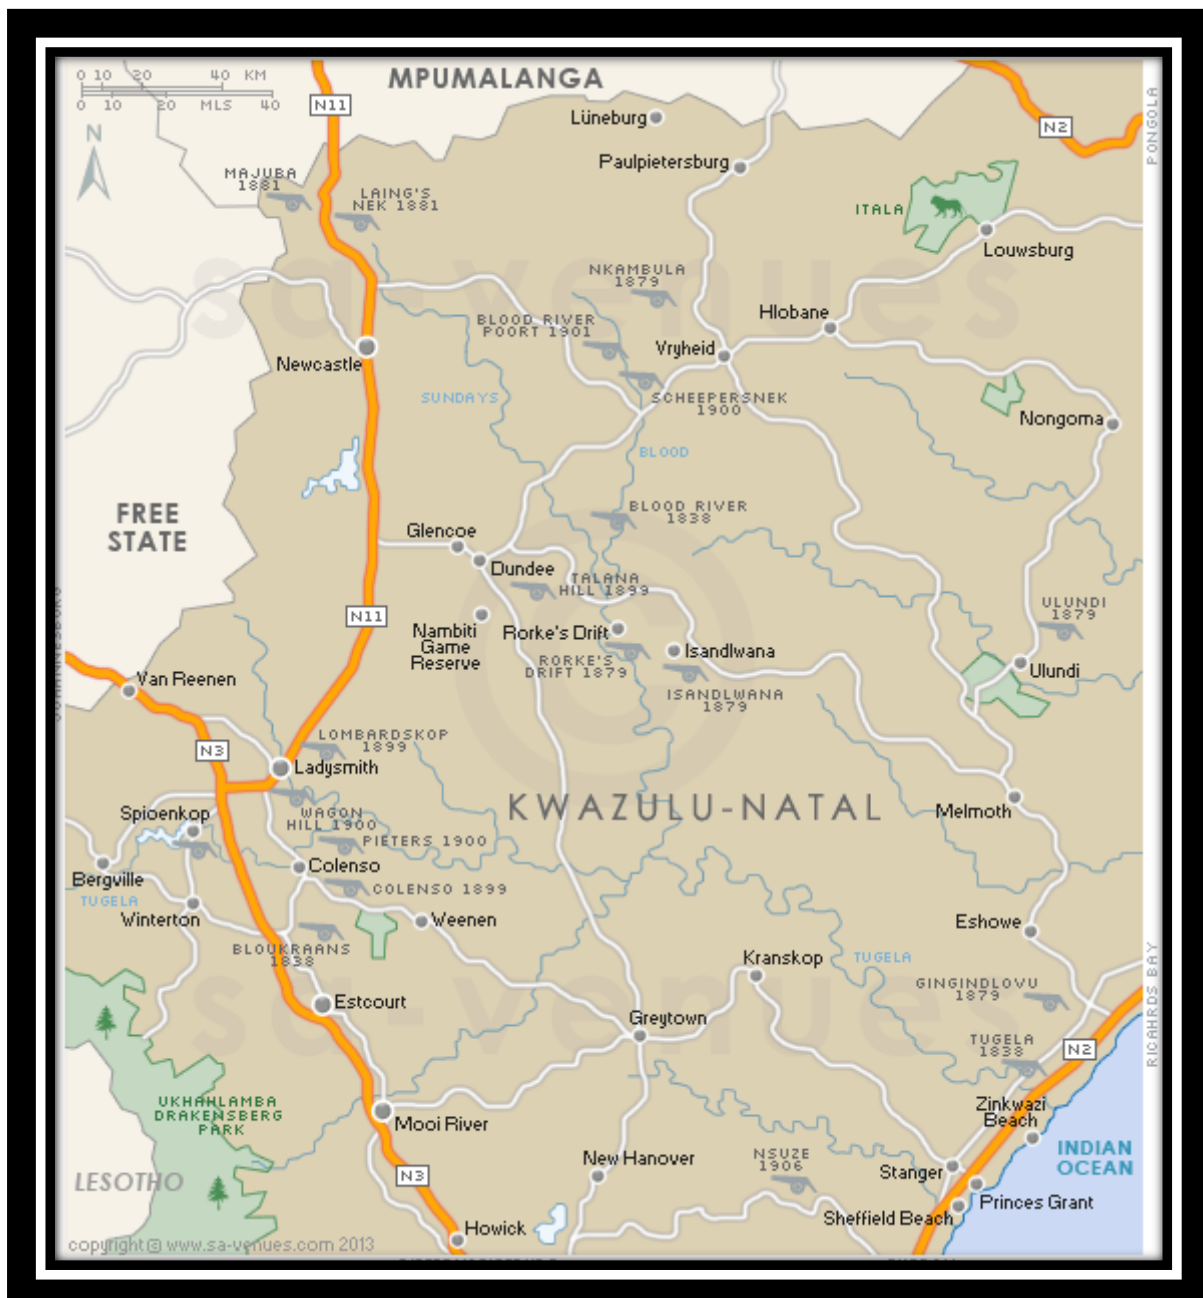 0 10 20 40 KM
0 10 20 MLS 40
N
MPUMALANGA
N11
Lüneburg
N2
PONGOLA
Paulpietersburg
MAJUBA
1881
LAING'S
NEK 1881
ITALA
Louwsburg
NKAMBULA
1879
sa-venues
Hlobane
BLOOD RIVER
POORT 1901
Vryheid
Newcastle
SUNDAYS
SCHEEPERSNEK
1900
Nongoma
BLOOD
FREE
STATE
BLOOD RIVER
1838
Glencoe
©
Dundee
TALANA
HILL 1899
N11
ULUNDI
1879
Nambiti
Game
Reserve
Rorke's Drift
Isandlwana
RORKE'S
DRIFT 1879
ISANDLWANA
1879
Ulundi
Van Reenen
N3
LOMBARDSKOP
1899
Ladysmith
Spioenkop
WAGON
HILL 1900
KWAZULU-NATAL
Melmoth
PIETERS 1900
Colenso
Bergville
COLENSO 1899
TUGELA
Winterton
Weenen
Eshowe
BLOUKRAANS
1838
Kranskop
TUGELA
RICAHRDS BAY
sa-venues
GINGINDLOVU
1879
Estcourt
Greytown
TUGELA
1838
N2
UKHAHLAMBA
DRAKENSBERG
PARK
Zinkwazi
Beach
Mooi River
INDIAN
OCEAN
New Hanover
NSUZE
1906
Stanger
LESOTHO
N3
Princes Grant
Sheffield Beach
Howick
copyright © www.sa-venues.com 2013